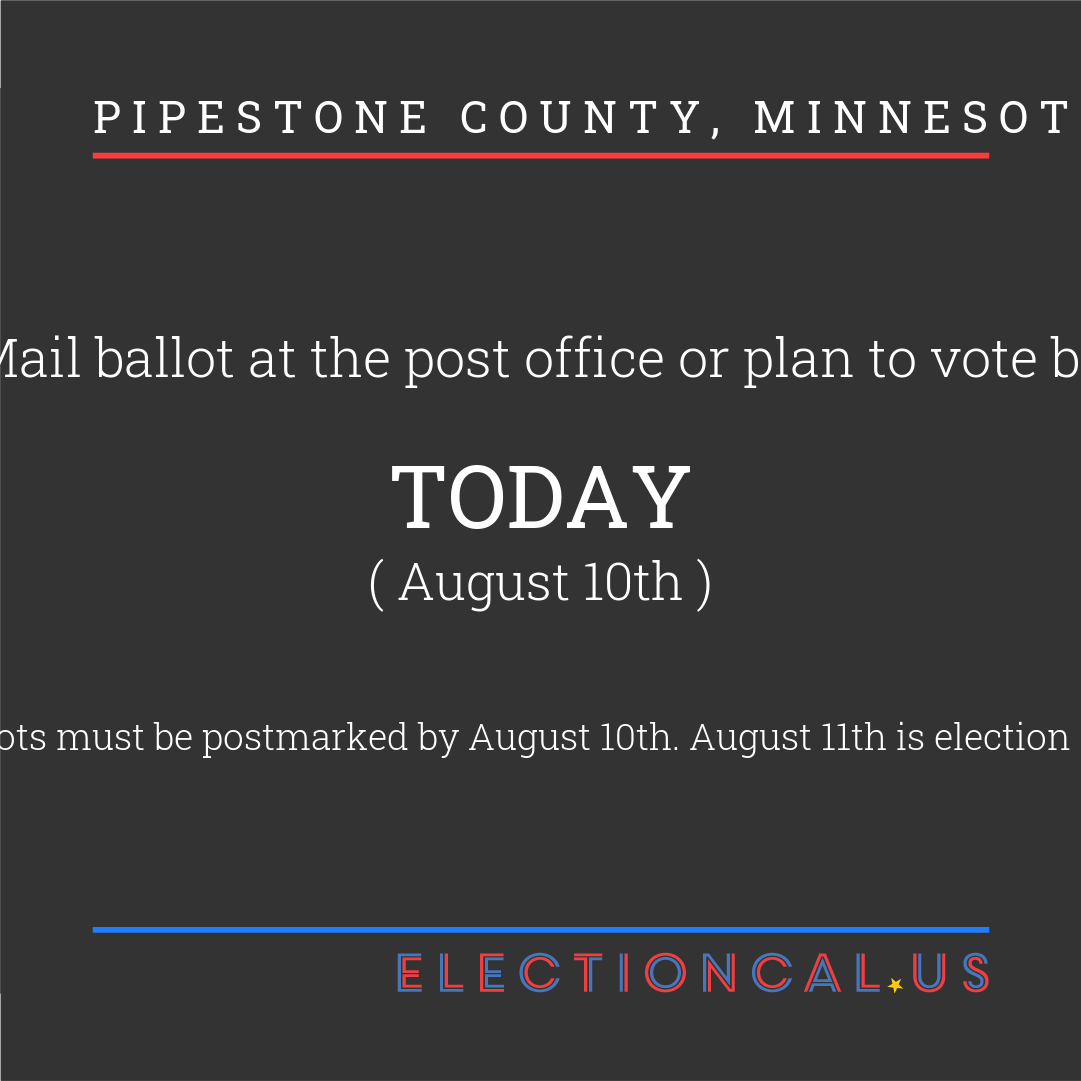 PIPESTONE COUNTY, MINNESOT
Mail ballot at the post office or plan to vote b
TODAY
( August 10th )
ots must be postmarked by August 10th. August 11th is election
ELECTIONCAL.US